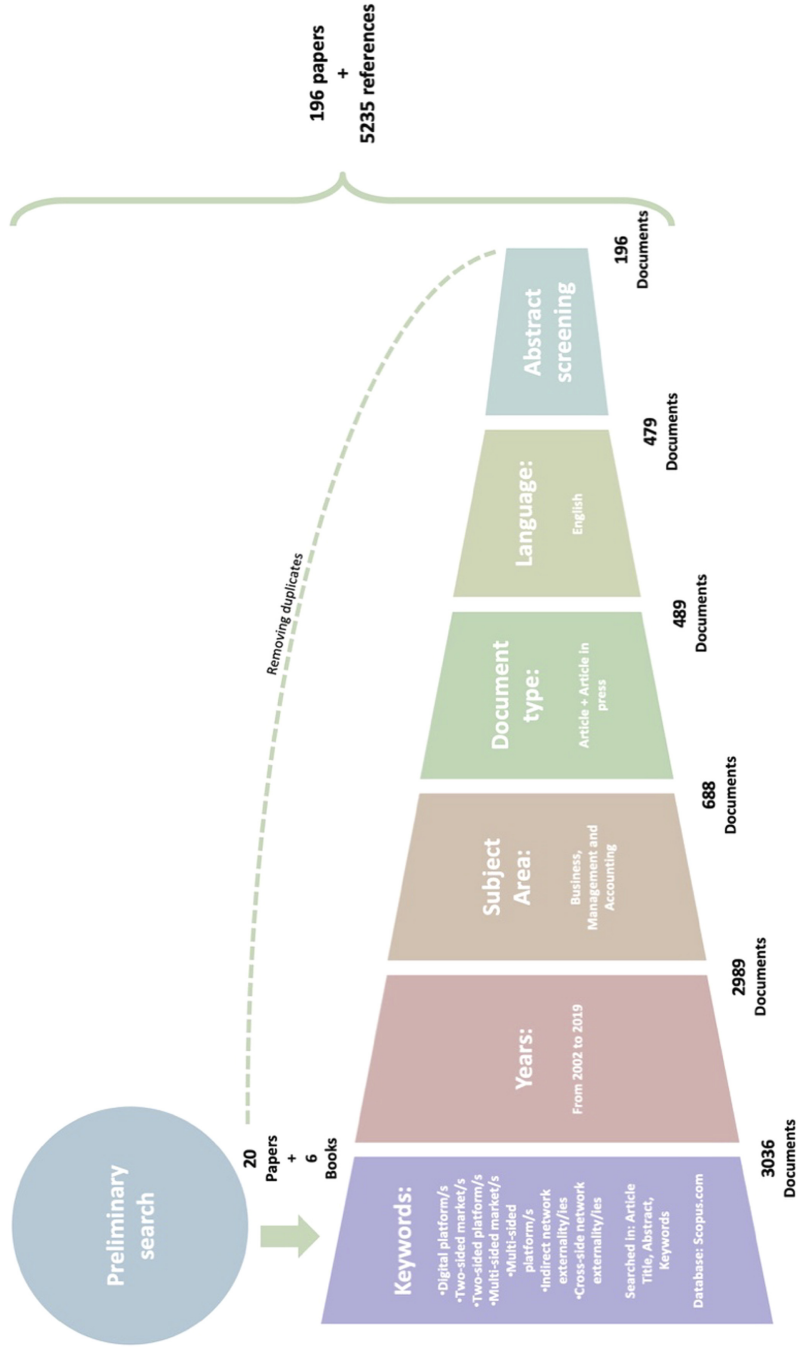 Preliminary
search
20
Papers
+
6
Books
Removing duplicates
Keywords:
•Digital platform/s
•Two-sided market/s
•Two-sided platform/s
•Multi-sided market/s
•Multi-sided
platform/s
•Indirect network
externality/ies
•Cross-side network
externality/ies
Searched in: Article
Title, Abstract,
Keywords
Database: Scopus.com
3036
Documents
Years:
From 2002 to 2019
2989
Documents
Subject
Area:
Business,
Management and
Accounting
688
Documents
Document
type:
Article + Article in
press
489
Documents
Language:
English
479
Documents
Abstract
screening
196
Documents
196 papers
+
5235 references